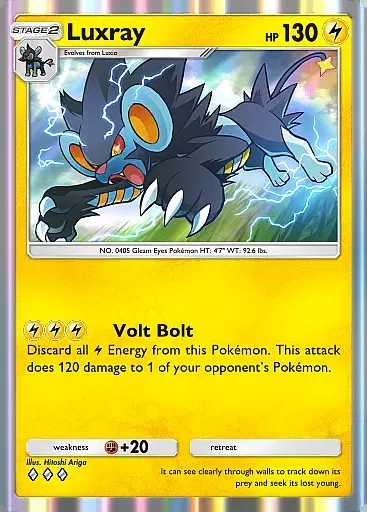 STAGE 2
Luxray
HP 130
Evolves from Luxio
NO. 0405 Gleam Eyes Pokémon HT: 4'7" WT: 92.6 lbs.
Volt Bolt
Discard all Energy from this Pokémon. This attack
does 120 damage to 1 of your opponent's Pokémon.
weakness +20 retreat
Illus. Hitoshi Ariga
It can see clearly through walls to track down its
prey and seek its lost young.